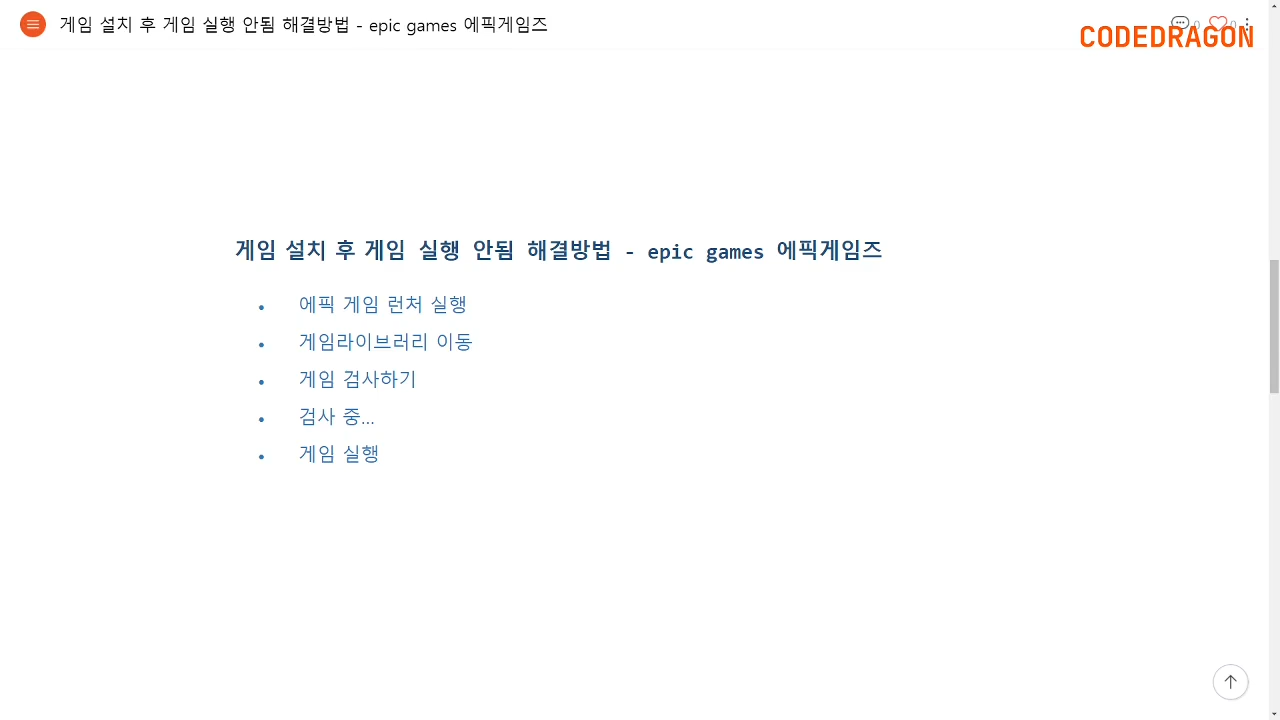 게임 설치 후 게임 실행 안됨 해결방법 - epic games 에픽게임즈
0
0
CODEDRAGON
게임 설치 후 게임 실행 안됨 해결방법 - epic games 에픽게임즈
• 에픽 게임 런처 실행
• 게임라이브러리 이동
• 게임 검사하기
• 검사 중...
• 게임 실행